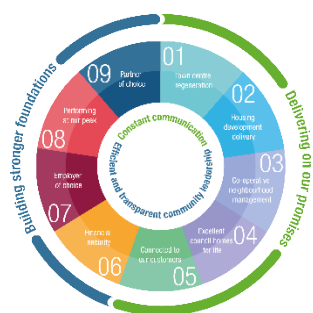 Building stronger foundations
Delivering on our promises
Constant communication
Efficient and transparent community leadership
01
Town centre
regeneration
02
Housing
development
delivery
03
Co-operative
neighbourhood
management
04
Excellent
council homes
for life
05
Connected to
our customers
06
Financial
security
07
Employer
of choice
08
Performing
at our peak
09
Partner
of choice